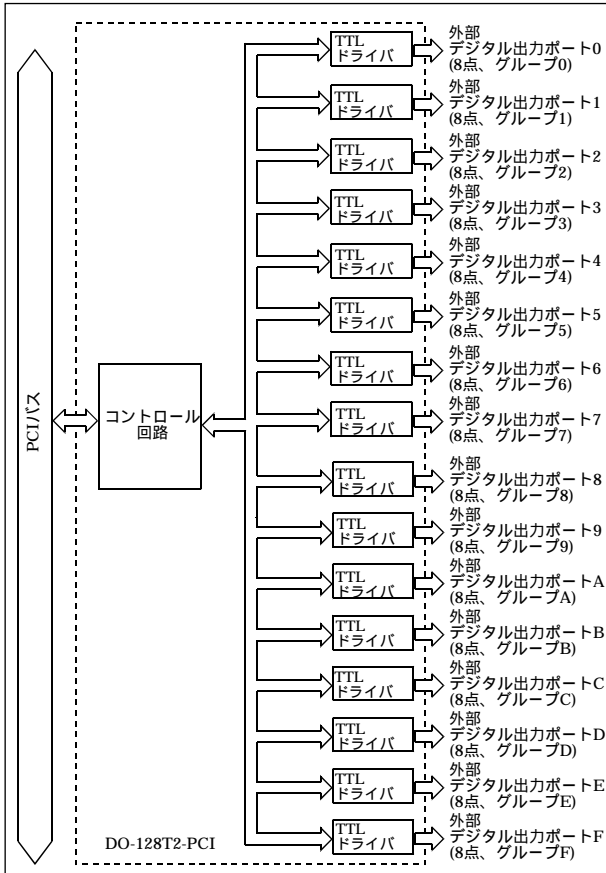 TTL
ドライバ
外部
デジタル出力ポート0
(8点、グループ0)
TTL
ドライバ
外部
デジタル出力ポート1
(8点、グループ1)
TTL
ドライバ
外部
デジタル出力ポート2
(8点、グループ2)
TTL
ドライバ
外部
デジタル出力ポート3
(8点、グループ3)
TTL
ドライバ
外部
デジタル出力ポート4
(8点、グループ4)
TTL
ドライバ
外部
デジタル出力ポート5
(8点、グループ5)
TTL
ドライバ
外部
デジタル出力ポート6
(8点、グループ6)
TTL
ドライバ
外部
デジタル出力ポート7
(8点、グループ7)
PCIバス
コントロール
回路
TTL
ドライバ
外部
デジタル出力ポート8
(8点、グループ8)
TTL
ドライバ
外部
デジタル出力ポート9
(8点、グループ9)
TTL
ドライバ
外部
デジタル出力ポートA
(8点、グループA)
TTL
ドライバ
外部
デジタル出力ポートB
(8点、グループB)
TTL
ドライバ
外部
デジタル出力ポートC
(8点、グループC)
TTL
ドライバ
外部
デジタル出力ポートD
(8点、グループD)
TTL
ドライバ
外部
デジタル出力ポートE
(8点、グループE)
TTL
ドライバ
外部
デジタル出力ポートF
(8点、グループF)
DO-128T2-PCI